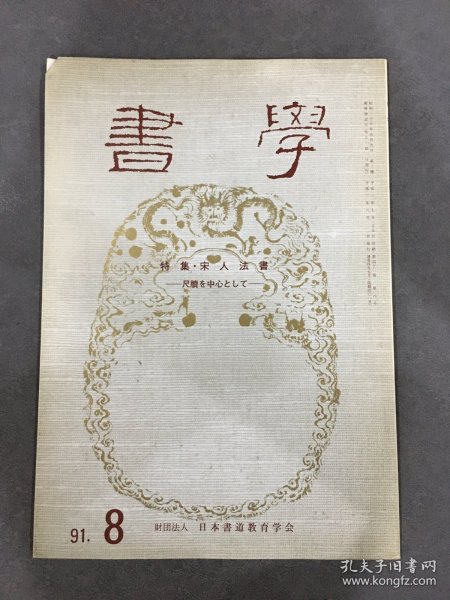 書學
特集・宋人法書
―尺牘を中心として―
91. 8
財団法人 日本書道教育学会
孔夫子旧书网
www.kongfz.com